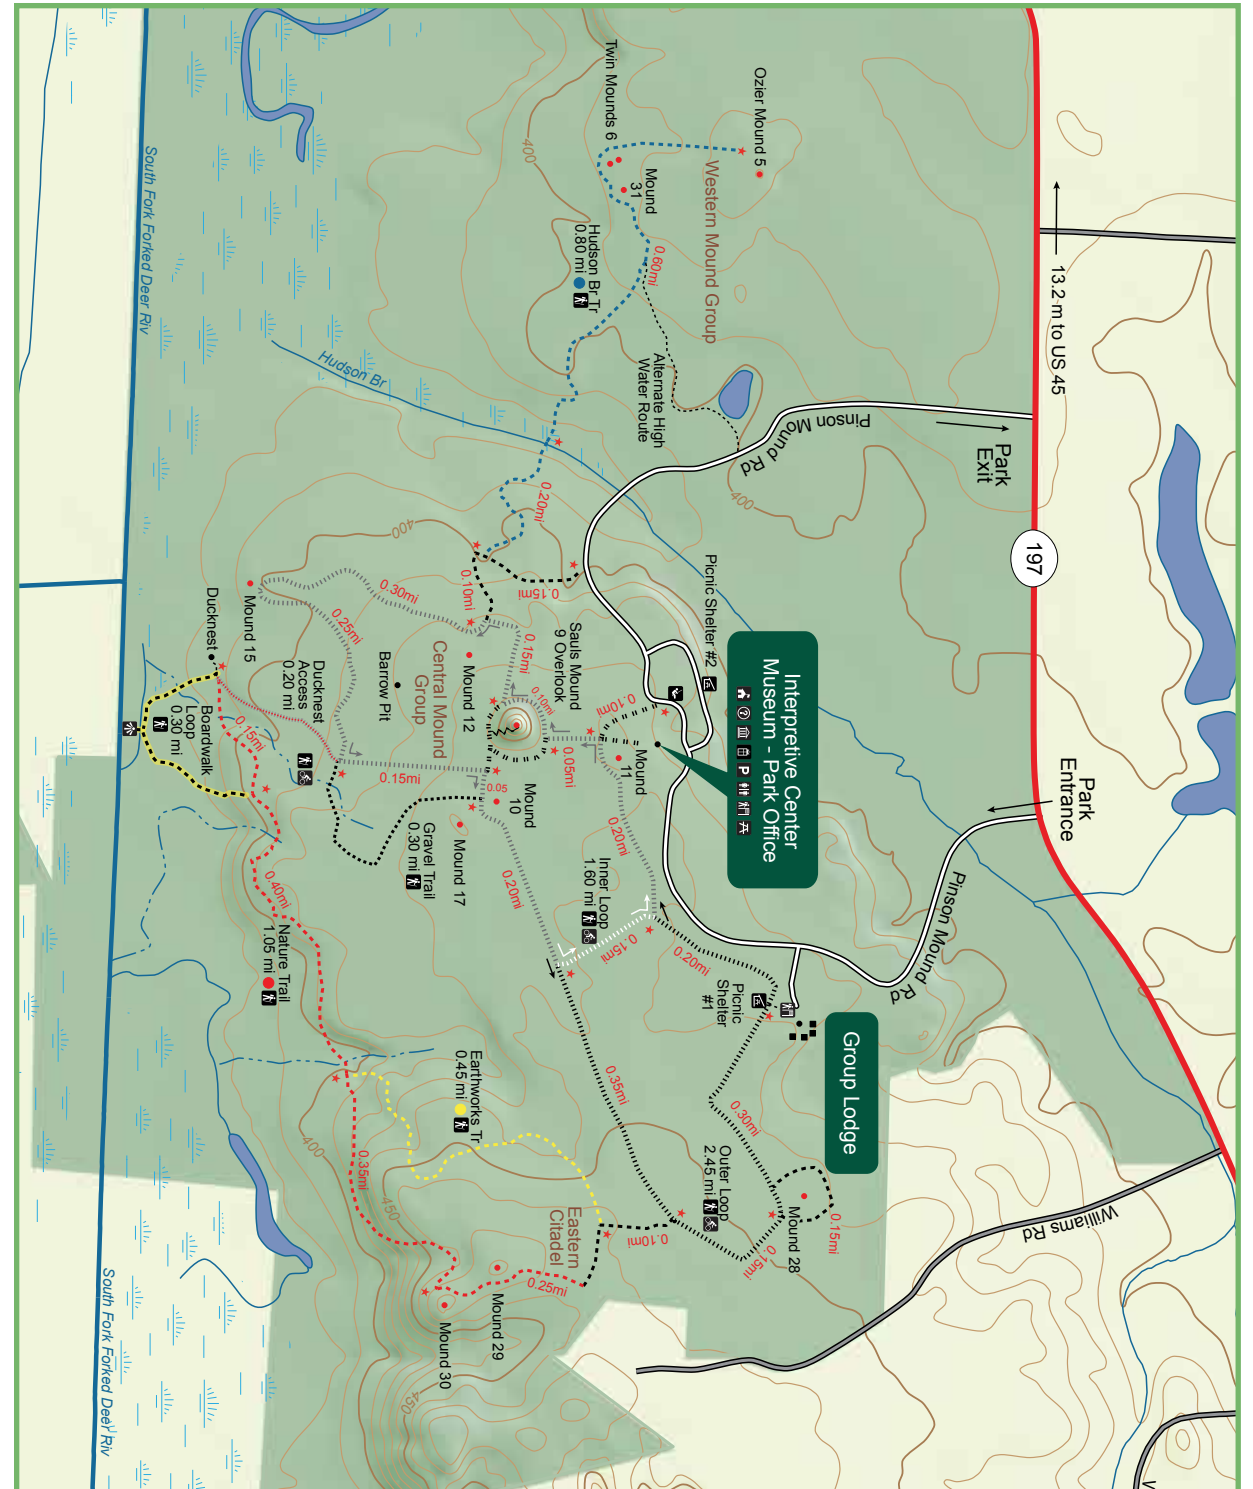 13.2 m to US 45
197
Park
Exit
Park
Entrance
Pinson Mound Rd
Pinson Mound Rd
Williams Rd
Ozier Mound 5
Twin Mounds 6
Mound
31
Western Mound Group
0.60mi
Hudson Br Tr
0.80 mi
Alternate High
Water Route
400
400
Hudson Br
South Fork Forked Deer Riv
0.20mi
400
0.10mi
0.15mi
Picnic Shelter #2
Interpretive Center
Museum - Park Office
P
Sauls Mound
9 Overlook
0.15mi
0.10mi
0.10mi
0.05mi
Mound
11
0.30mi
0.25mi
Mound 15
Mound 12
Central Mound
Group
Barrow Pit
Ducknest
Ducknest
Access
0.20 mi
Boardwalk
Loop
0.30 mi
0.15mi
0.15mi
0.05
Mound
10
Mound 17
Gravel Trail
0.30 mi
0.20mi
0.20mi
Inner Loop
1.60 mi
0.15mi
0.20mi
Picnic
Shelter
#1
Group Lodge
0.40mi
Nature Trail
1.05 mi
Earthworks Tr
0.45 mi
0.35mi
0.30mi
Outer Loop
2.45 mi
Mound 28
0.15mi
0.15mi
0.10mi
Eastern
Citadel
0.25mi
Mound 29
Mound 30
0.35mi
400
450
450
South Fork Forked Deer Riv